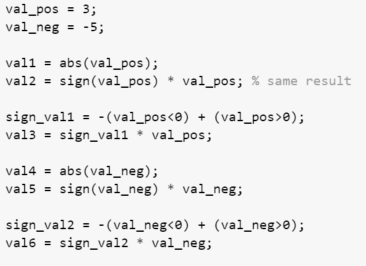 val_pos = 3;
val_neg = -5;
val1 = abs(val_pos);
val2 = sign(val_pos) * val_pos; % same result
sign_val1 = -(val_pos<0) + (val_pos>0);
val3 = sign_val1 * val_pos;
val4 = abs(val_neg);
val5 = sign(val_neg) * val_neg;
sign_val2 = -(val_neg<0) + (val_neg>0);
val6 = sign_val2 * val_neg;